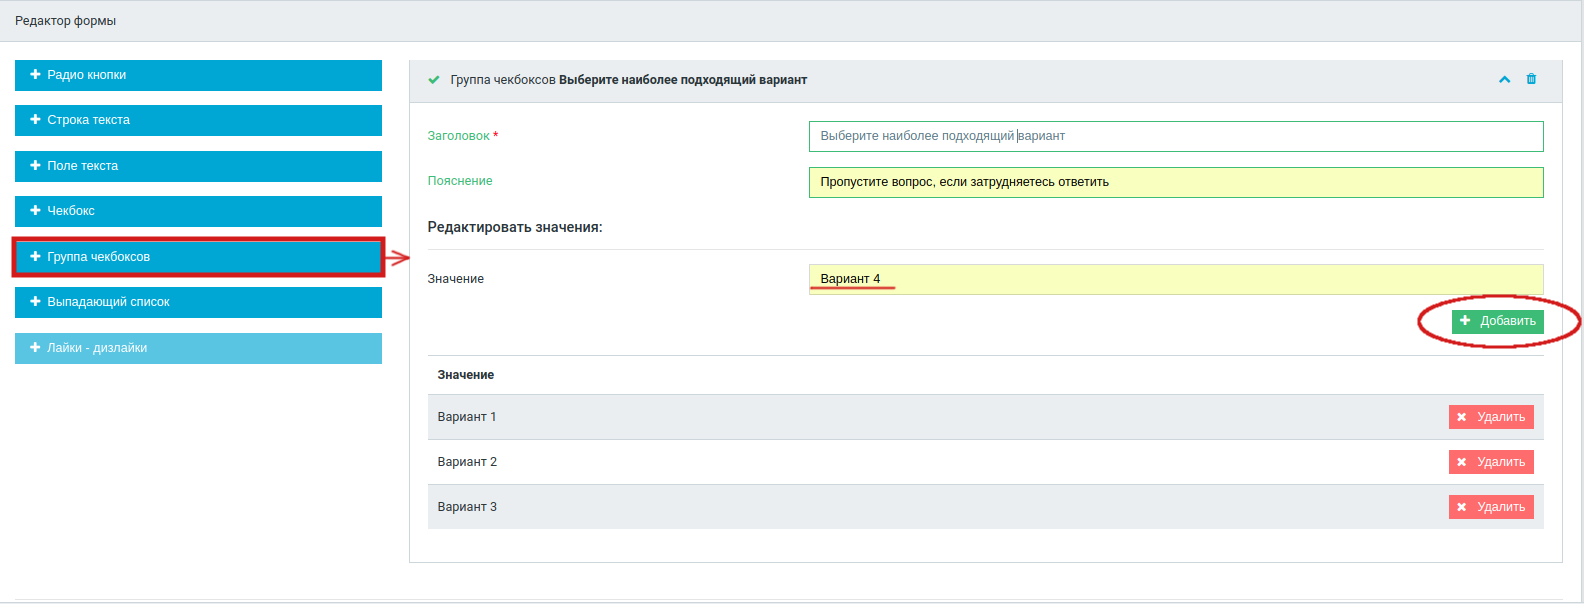 Редактор формы
Радио кнопки
Строка текста
Поле текста
Чекбокс
Группа чекбоксов
Выпадающий список
Лайки - дизлайки
Группа чекбоксов Выберите наиболее подходящий вариант
Заголовок *
Выберите наиболее подходящий вариант
Пояснение
Пропустите вопрос, если затрудняетесь ответить
Редактировать значения:
Значение
Вариант 4
Добавить
Значение
Вариант 1
Удалить
Вариант 2
Удалить
Вариант 3
Удалить